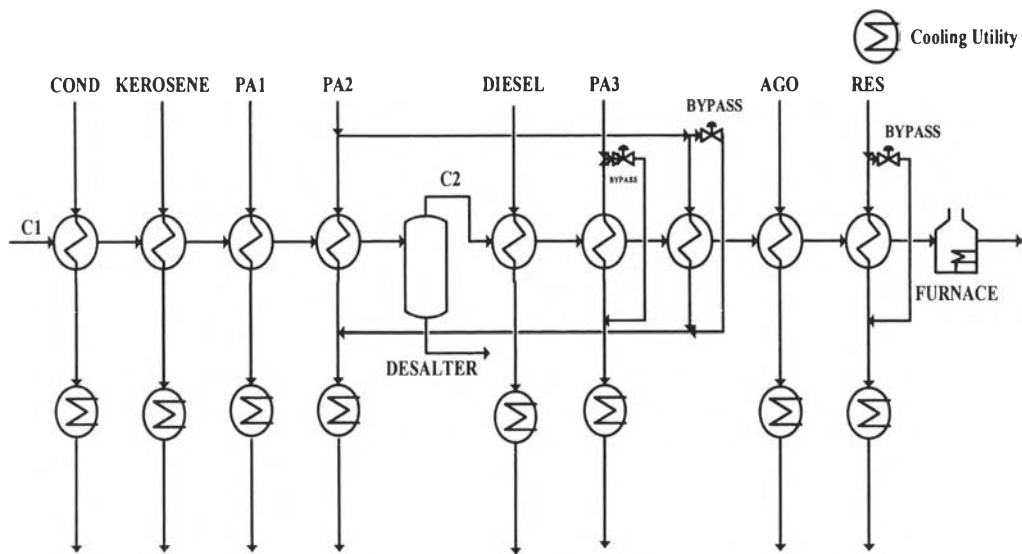 Cooling Utility
COND KEROSENE PA1 PA2 DIESEL PA3 AGO RES
BYPASS
BYPASS
BYPASS
C1
C2
FURNACE
DESALTER